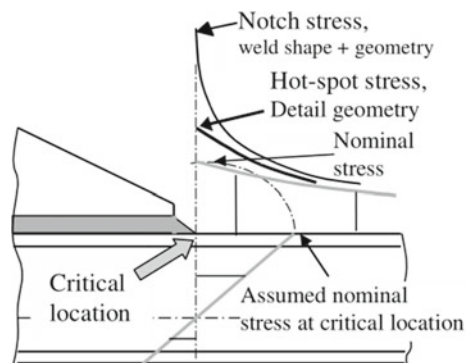 Notch stress,
weld shape + geometry
Hot-spot stress,
Detail geometry
Nominal
stress
Critical
location
Assumed nominal
stress at critical location